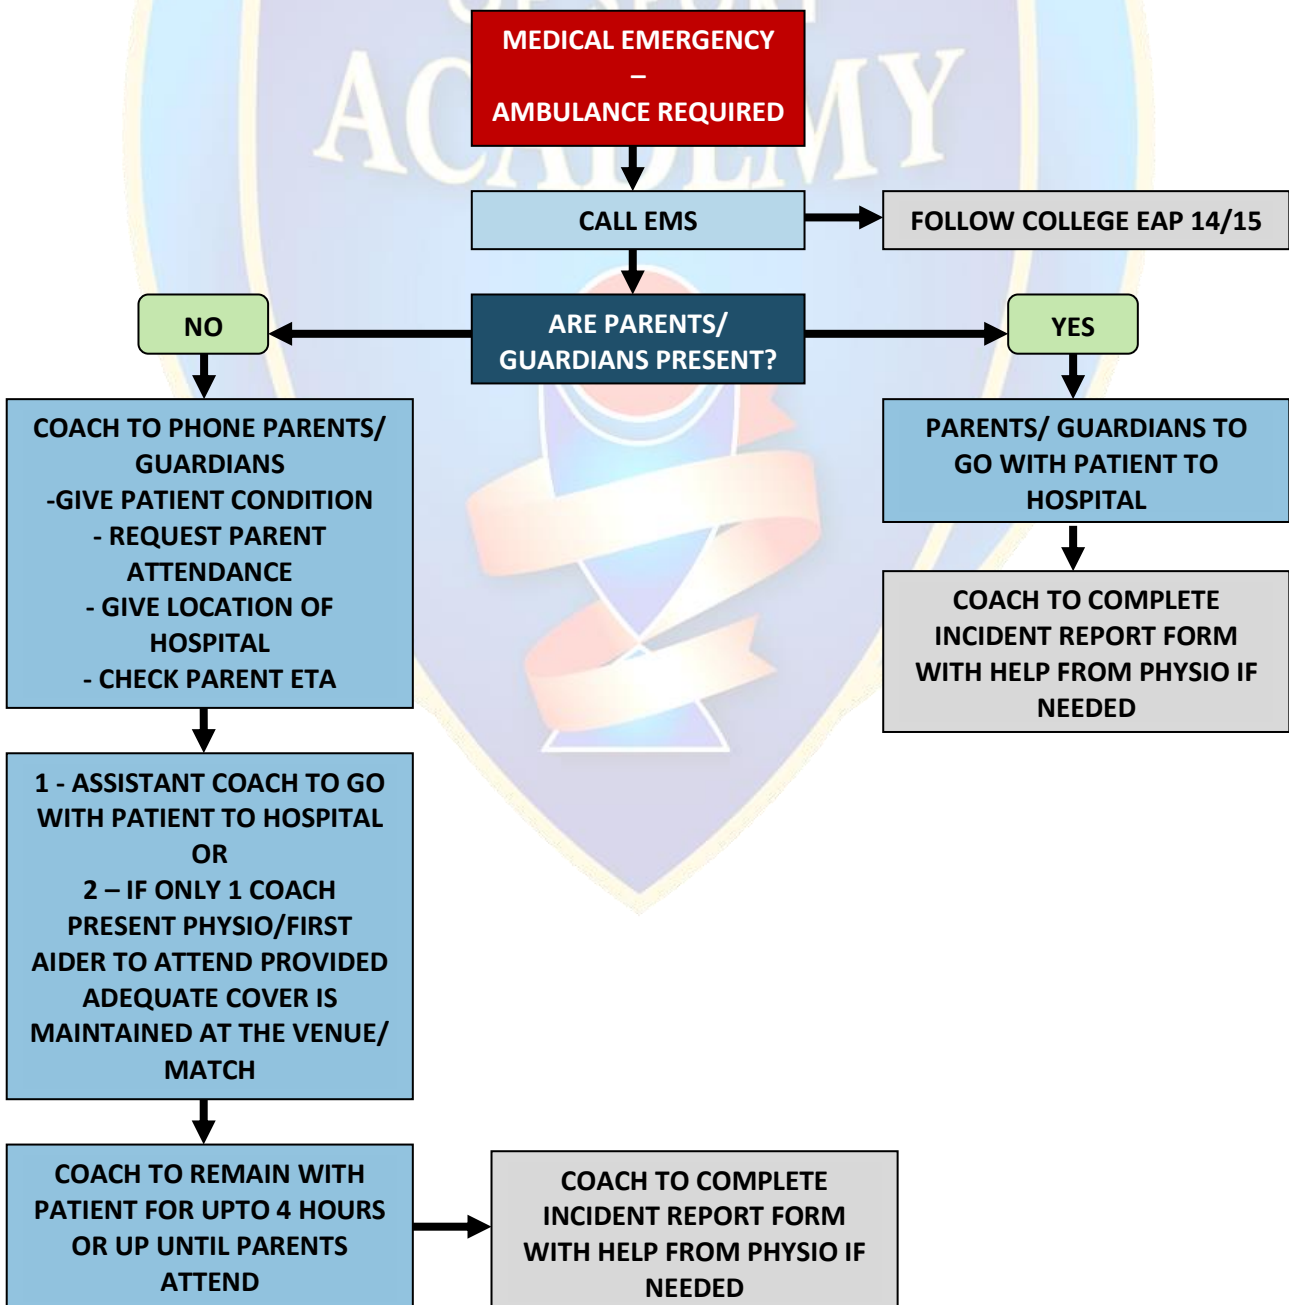 OF SPORT
ACADEMY
MEDICAL EMERGENCY
–
AMBULANCE REQUIRED
CALL EMS
FOLLOW COLLEGE EAP 14/15
NO
ARE PARENTS/
GUARDIANS PRESENT?
YES
COACH TO PHONE PARENTS/
GUARDIANS
-GIVE PATIENT CONDITION
- REQUEST PARENT
ATTENDANCE
- GIVE LOCATION OF
HOSPITAL
- CHECK PARENT ETA
PARENTS/ GUARDIANS TO
GO WITH PATIENT TO
HOSPITAL
COACH TO COMPLETE
INCIDENT REPORT FORM
WITH HELP FROM PHYSIO IF
NEEDED
1 - ASSISTANT COACH TO GO
WITH PATIENT TO HOSPITAL
OR
2 – IF ONLY 1 COACH
PRESENT PHYSIO/FIRST
AIDER TO ATTEND PROVIDED
ADEQUATE COVER IS
MAINTAINED AT THE VENUE/
MATCH
COACH TO REMAIN WITH
PATIENT FOR UPTO 4 HOURS
OR UP UNTIL PARENTS
ATTEND
COACH TO COMPLETE
INCIDENT REPORT FORM
WITH HELP FROM PHYSIO IF
NEEDED